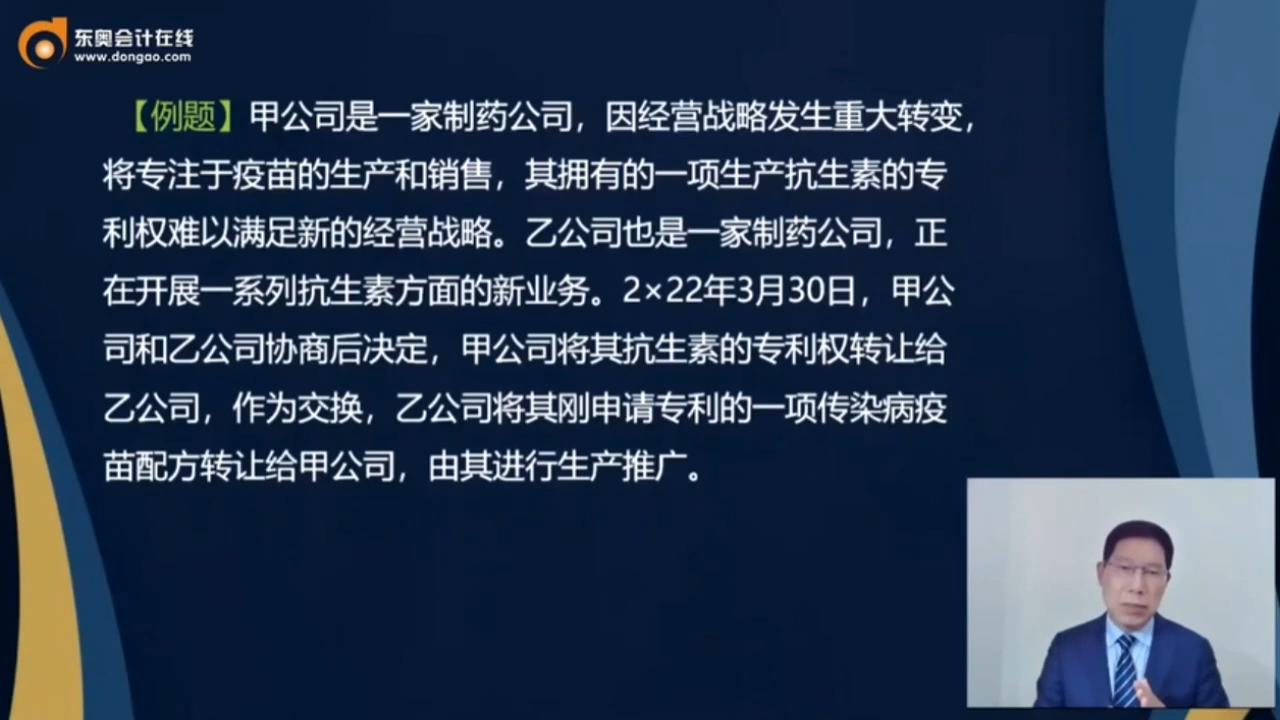 东奥会计在线
www.dongao.com
【例题】甲公司是一家制药公司，因经营战略发生重大转变，
将专注于疫苗的生产和销售，其拥有的一项生产抗生素的专
利权难以满足新的经营战略。乙公司也是一家制药公司，正
在开展一系列抗生素方面的新业务。2×22年3月30日，甲公
司和乙公司协商后决定，甲公司将其抗生素的专利权转让给
乙公司，作为交换，乙公司将其刚申请专利的一项传染病疫
苗配方转让给甲公司，由其进行生产推广。